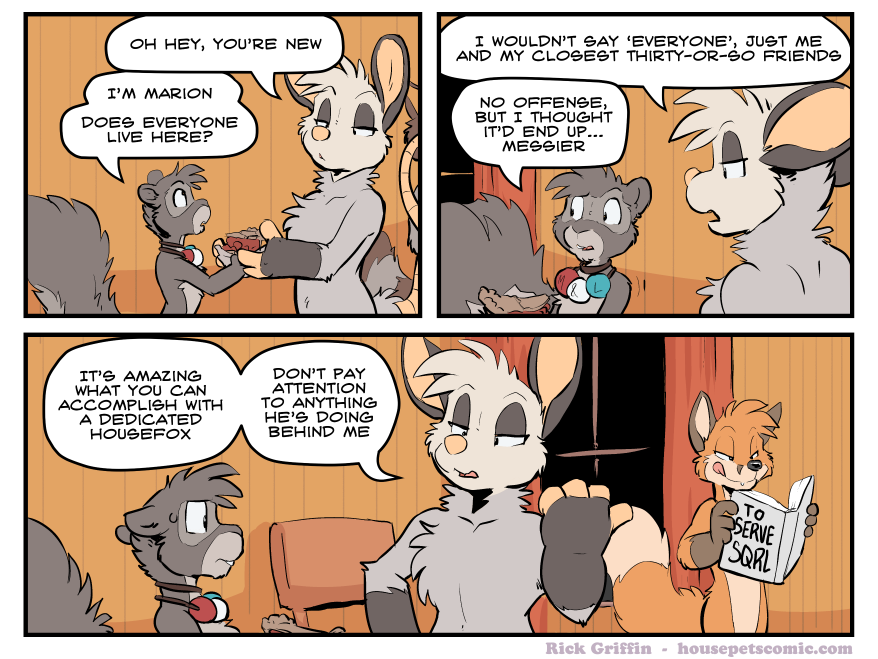 OH HEY, YOU'RE NEW
I'M MARION
DOES EVERYONE
LIVE HERE?
I WOULDN'T SAY 'EVERYONE', JUST ME
AND MY CLOSEST THIRTY-OR-SO FRIENDS
NO OFFENSE,
BUT I THOUGHT
IT'D END UP...
MESSIER
IT'S AMAZING
WHAT YOU CAN
ACCOMPLISH WITH
A DEDICATED
HOUSEFOX
DON'T PAY
ATTENTION
TO ANYTHING
HE'S DOING
BEHIND ME
TO
SERVE
SQRL
Rick Griffin - housepetscomic.com